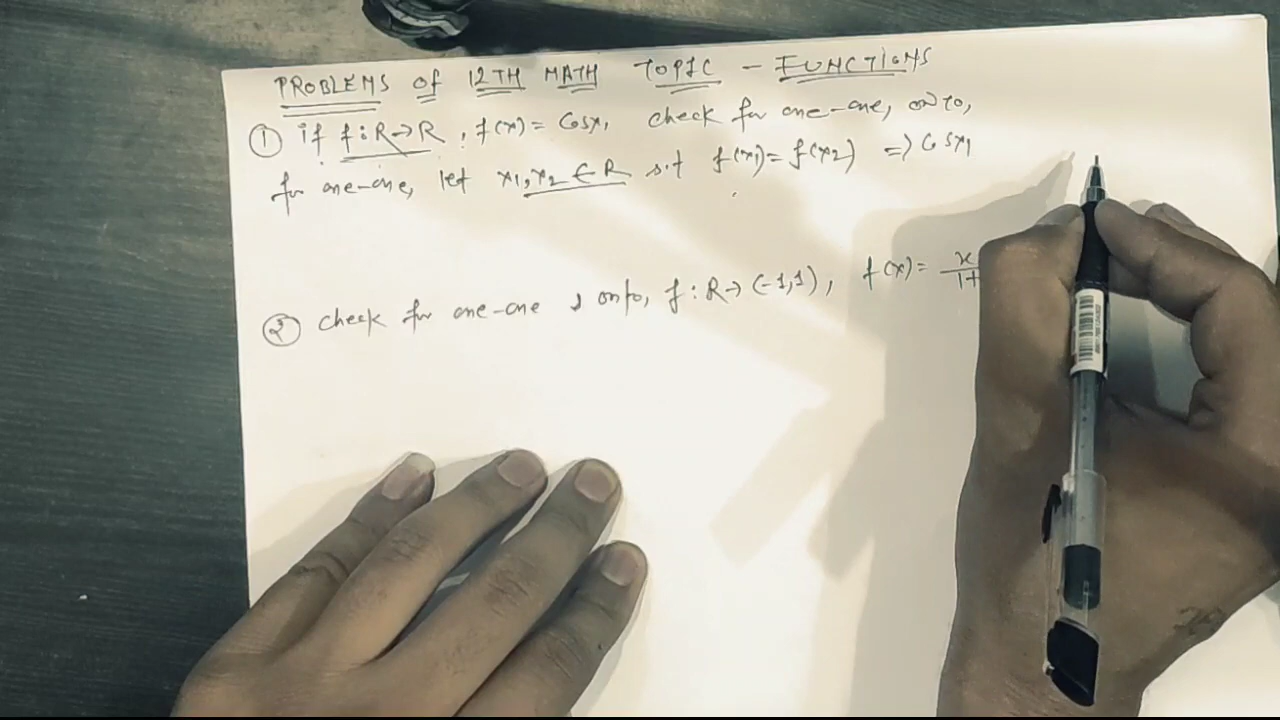 PROBLEMS of 12TH MATH TOPIC - FUNCTIONS
① if f:R→R, f(x)= Cosx, check for one-one, onto,
for one-one, let x1,x2 ∈ R s.t f(x1)=f(x2) => Cosx1
② check for one-one & onto, f:R→(-1,1), f(x)= x/1+